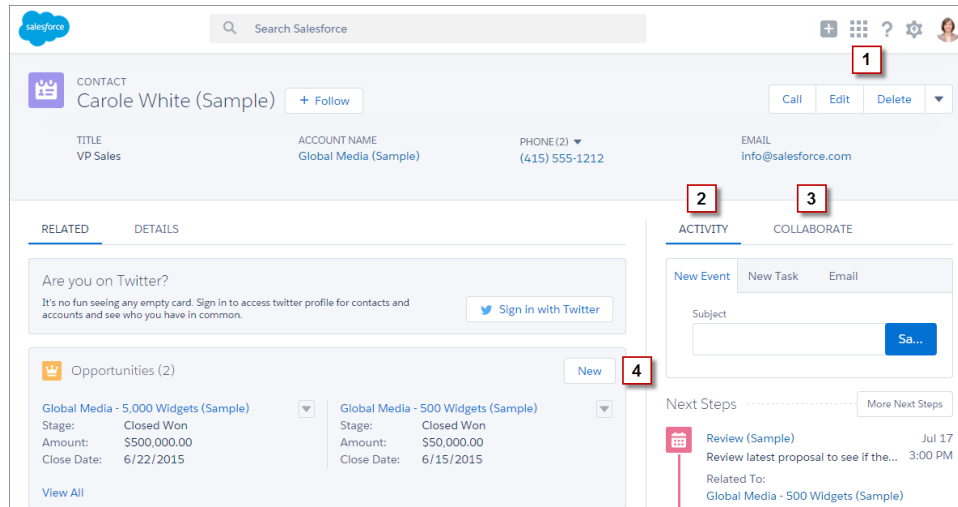 salesforce
Search Salesforce
?
1
CONTACT
Carole White (Sample)
+ Follow
Call
Edit
Delete
TITLE
ACCOUNT NAME
PHONE (2)
EMAIL
VP Sales
Global Media (Sample)
(415) 555-1212
info@salesforce.com
2
3
RELATED
DETAILS
ACTIVITY
COLLABORATE
Are you on Twitter?
It's no fun seeing any empty card. Sign in to access twitter profile for contacts and
accounts and see who you have in common.
Sign in with Twitter
New Event
New Task
Email
Subject
Sa...
Opportunities (2)
New
4
Global Media - 5,000 Widgets (Sample)
Stage: Closed Won
Amount: $500,000.00
Close Date: 6/22/2015
Global Media - 500 Widgets (Sample)
Stage: Closed Won
Amount: $50,000.00
Close Date: 6/15/2015
View All
Next Steps
More Next Steps
Review (Sample)
Jul 17
Review latest proposal to see if the...
3:00 PM
Related To:
Global Media - 500 Widgets (Sample)